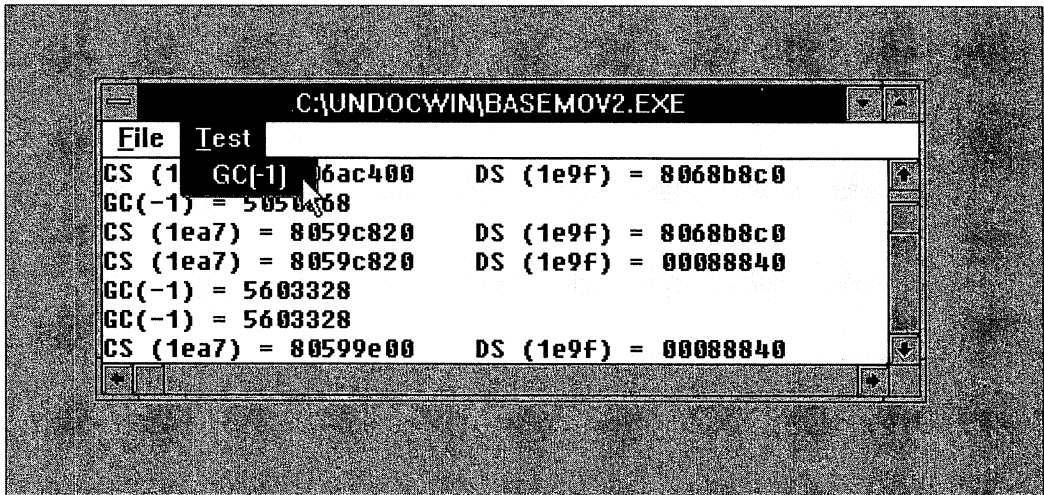 C:\UNDOCWIN\BASEMOV2.EXE
File Test
GC(-1)
CS (1 6ac400 DS (1e9f) = 8068b8c0
GC(-1) =
CS (1ea7) = 8059c820 DS (1e9f) = 8068b8c0
CS (1ea7) = 8059c820 DS (1e9f) = 00088840
GC(-1) = 5603328
GC(-1) = 5603328
CS (1ea7) = 80599e00 DS (1e9f) = 00088840